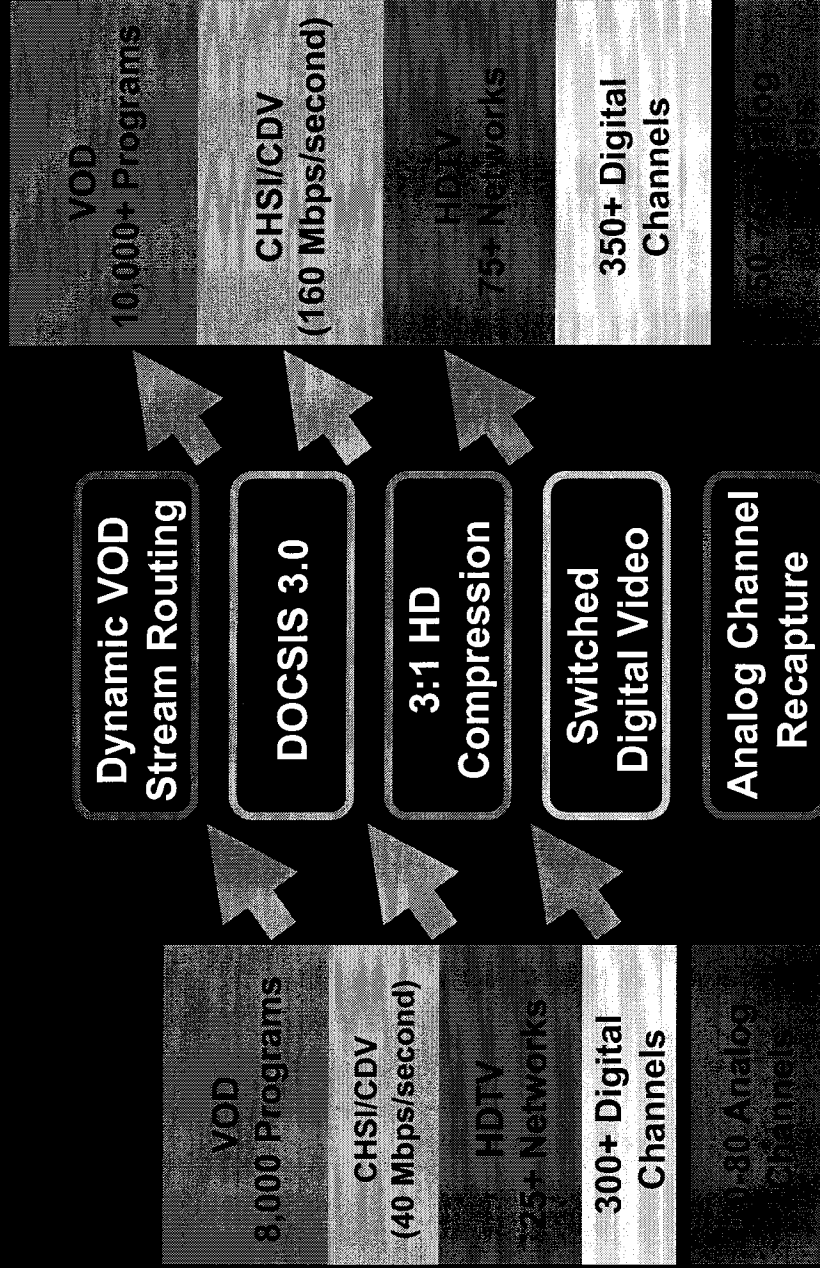 VOD
8,000 Programs
CHSI/CDV
(40 Mbps/second)
HDTV
25+ Networks
300+ Digital
Channels
Analog
Channels
Dynamic VOD
Stream Routing
DOCSIS 3.0
3:1 HD
Compression
Switched
Digital Video
Analog Channel
Recapture
VOD
10,000+ Programs
CHSI/CDV
(160 Mbps/second)
HDTV
75+ Networks
350+ Digital
Channels